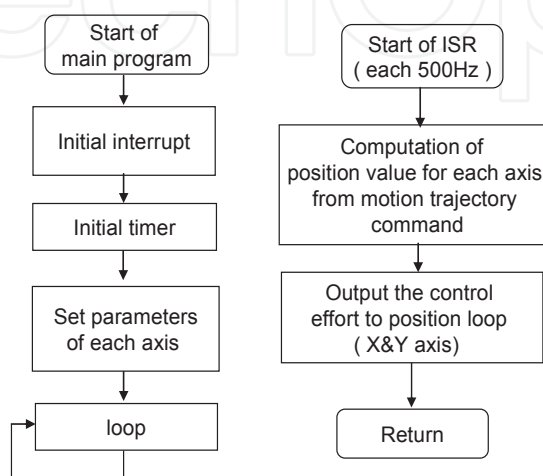 Start of
main program
Initial interrupt
Initial timer
Set parameters
of each axis
loop
Start of ISR
( each 500Hz )
Computation of
position value for each axis
from motion trajectory
command
Output the control
effort to position loop
( X&Y axis)
Return